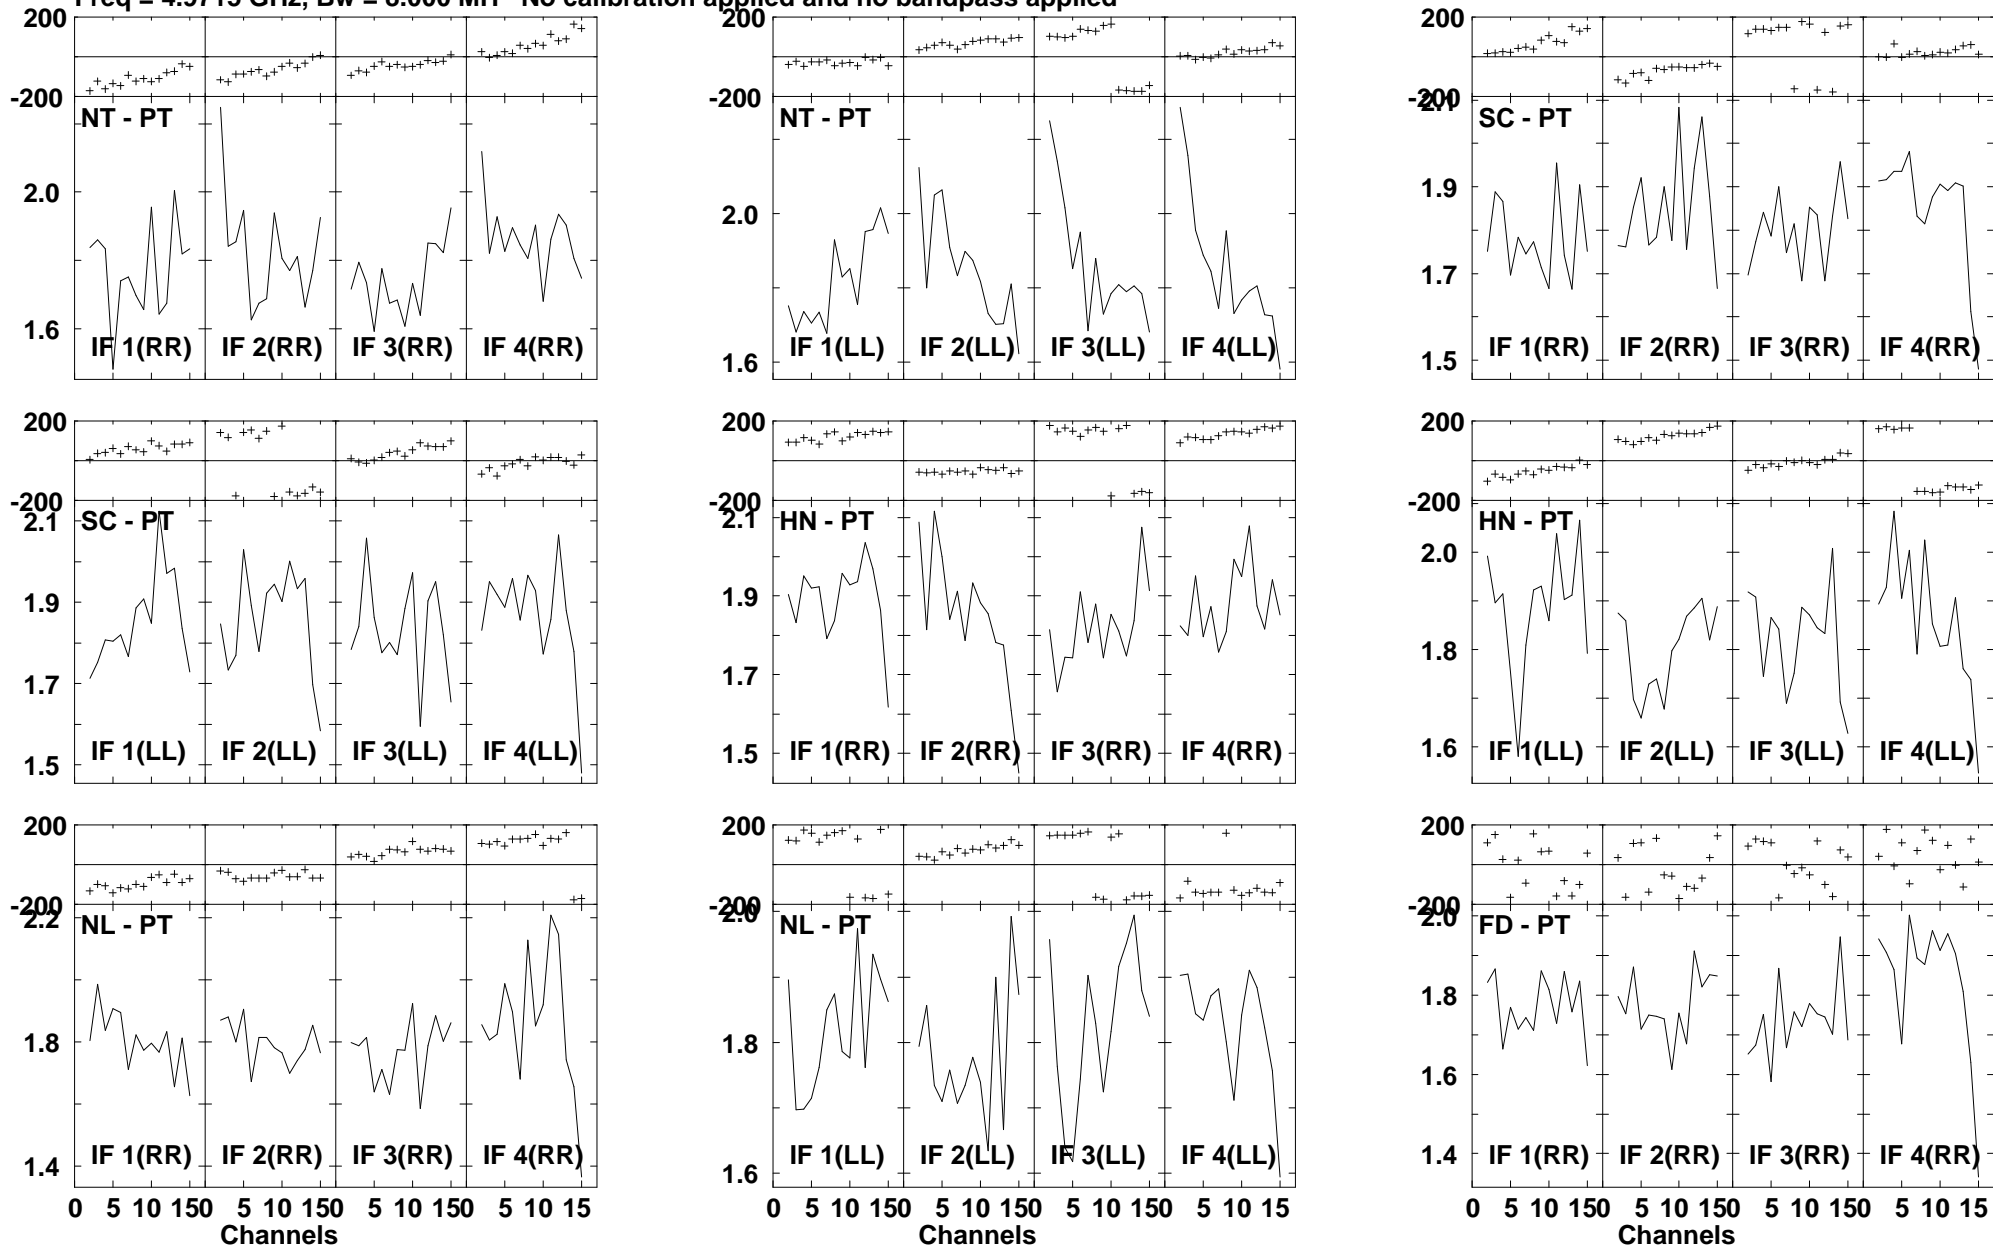 Freq = 4.9715 GHz, Bw = 8.000 MH No calibration applied and no bandpass applied
200 200 200
-200 -200 -200
NT - PT NT - PT SC - PT
2.1
2.0 2.0 1.9
1.7
1.6 1.6 1.5
IF 1(RR) IF 2(RR) IF 3(RR) IF 4(RR) IF 1(LL) IF 2(LL) IF 3(LL) IF 4(LL) IF 1(RR) IF 2(RR) IF 3(RR) IF 4(RR)
200 200 200
-200 -200 -200
SC - PT HN - PT HN - PT
2.1 2.1 2.0
1.9 1.9 1.8
1.7 1.7 1.6
1.5 1.5
IF 1(LL) IF 2(LL) IF 3(LL) IF 4(LL) IF 1(RR) IF 2(RR) IF 3(RR) IF 4(RR) IF 1(LL) IF 2(LL) IF 3(LL) IF 4(LL)
200 200 200
-200 -200 -200
2.2 2.0 2.0
NL - PT NL - PT FD - PT
1.8 1.8 1.8
1.6
1.4 1.6 1.4
IF 1(RR) IF 2(RR) IF 3(RR) IF 4(RR) IF 1(LL) IF 2(LL) IF 3(LL) IF 4(LL) IF 1(RR) IF 2(RR) IF 3(RR) IF 4(RR)
0 5 10 150 5 10 150 5 10 150 5 10 15 0 5 10 150 5 10 150 5 10 150 5 10 15 0 5 10 150 5 10 150 5 10 150 5 10 15
Channels Channels Channels